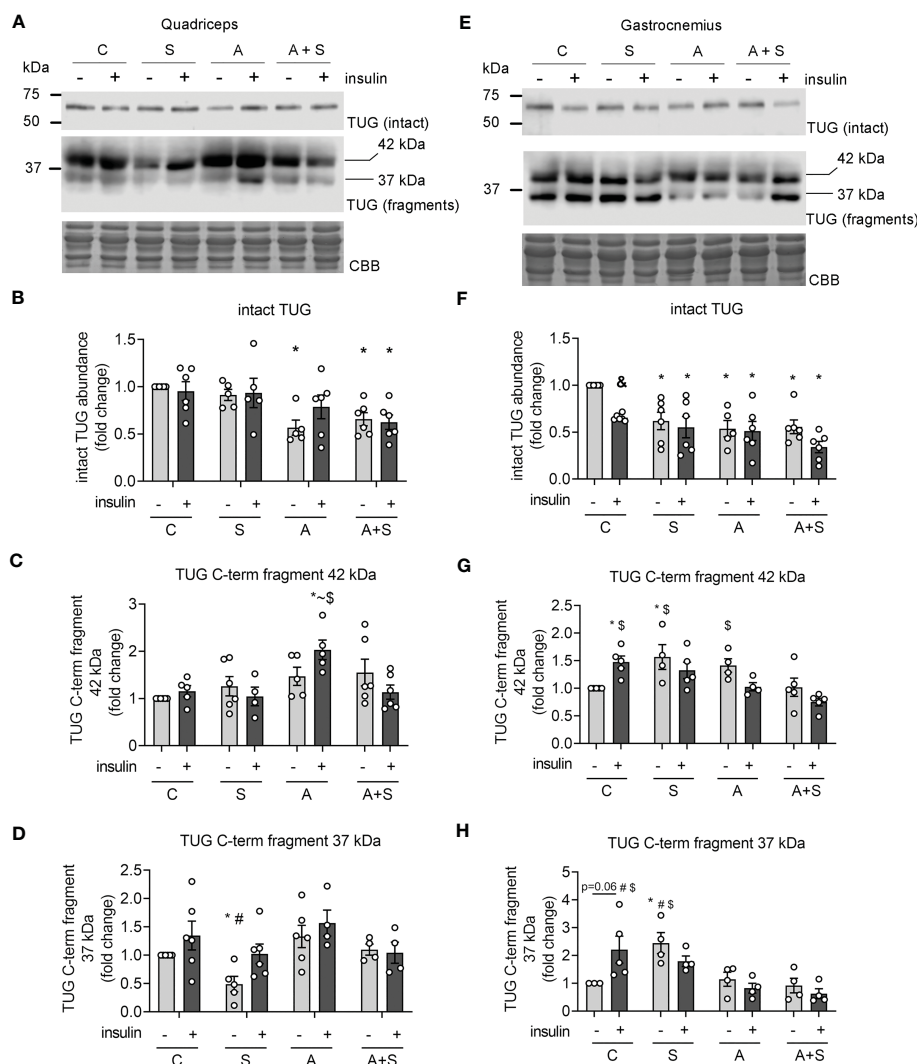 A
Quadriceps
C S A A + S
kDa
- + - + - + - + insulin
75
50
TUG (intact)
42 kDa
37
37 kDa
TUG (fragments)
CBB
B
intact TUG
intact TUG abundance
(fold change)
1.5
1.0
0.5
0.0
* * *
insulin - + - + - + - +
C S A A+S
C
TUG C-term fragment 42 kDa
TUG C-term fragment
42 kDa
(fold change)
3
2
1
0
*~$
insulin - + - + - + - +
C S A A+S
D
TUG C-term fragment 37 kDa
TUG C-term fragment
37 kDa
(fold change)
2.5
2.0
1.5
1.0
0.5
0.0
* #
insulin - + - + - + - +
C S A A+S
E
Gastrocnemius
C S A A + S
kDa
- + - + - + - + insulin
75
50
TUG (intact)
42 kDa
37
37 kDa
TUG (fragments)
CBB
F
intact TUG
intact TUG abundance
(fold change)
1.5
1.0
0.5
0.0
& * * * * * *
insulin - + - + - + - +
C S A A+S
G
TUG C-term fragment 42 kDa
TUG C-term fragment
42 kDa
(fold change)
2.5
2.0
1.5
1.0
0.5
0.0
* $ * $ $
insulin - + - + - + - +
C S A A+S
H
TUG C-term fragment 37 kDa
TUG C-term fragment
37 kDa
(fold change)
5
4
3
2
1
0
p=0.06 # $ * # $
insulin - + - + - + - +
C S A A+S